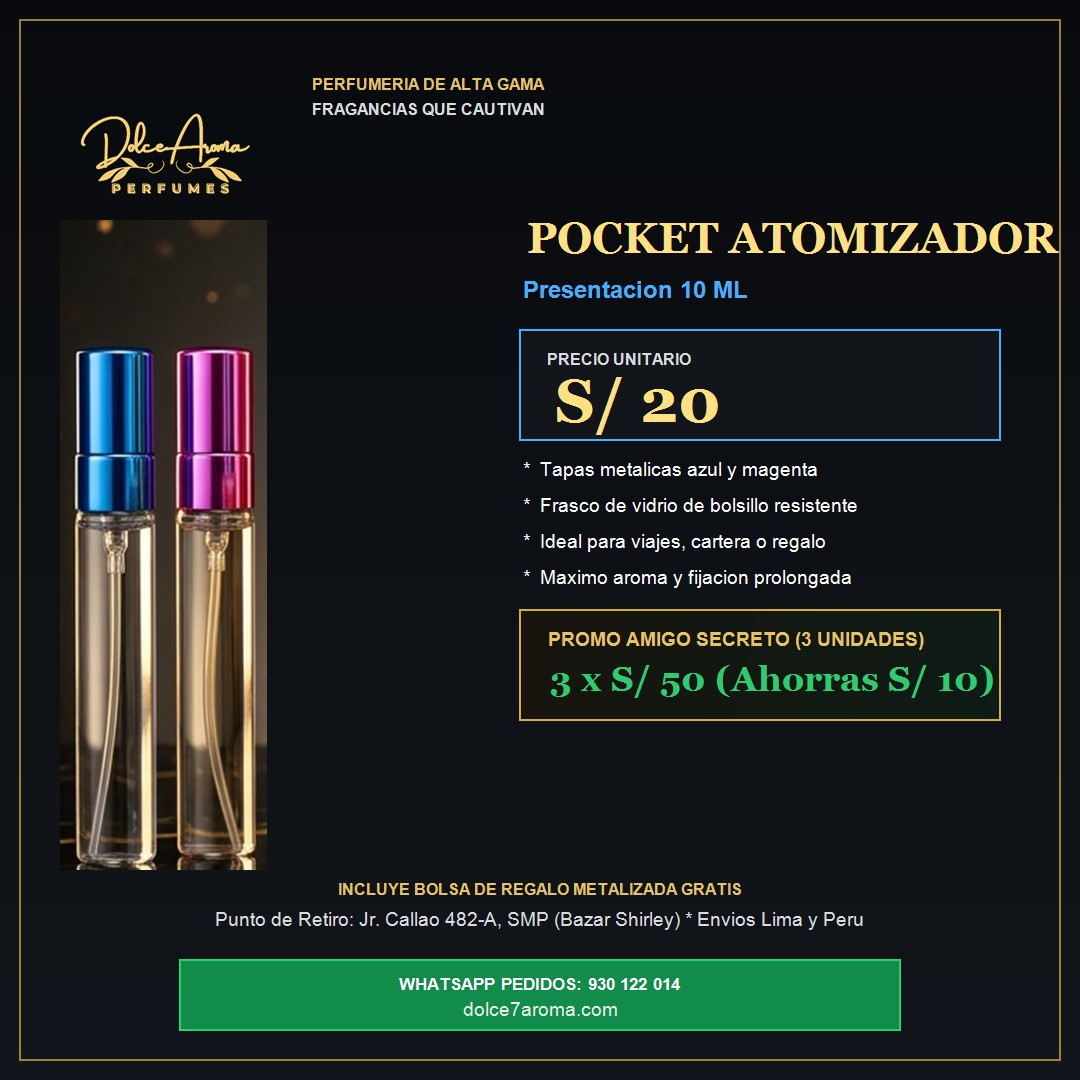 PERFUMERIA DE ALTA GAMA
FRAGANCIAS QUE CAUTIVAN
Dolce Aroma
PERFUMES
POCKET ATOMIZADOR
Presentacion 10 ML
PRECIO UNITARIO
S/ 20
* Tapas metalicas azul y magenta
* Frasco de vidrio de bolsillo resistente
* Ideal para viajes, cartera o regalo
* Maximo aroma y fijacion prolongada
PROMO AMIGO SECRETO (3 UNIDADES)
3 x S/ 50 (Ahorras S/ 10)
INCLUYE BOLSA DE REGALO METALIZADA GRATIS
Punto de Retiro: Jr. Callao 482-A, SMP (Bazar Shirley) * Envios Lima y Peru
WHATSAPP PEDIDOS: 930 122 014
dolce7aroma.com